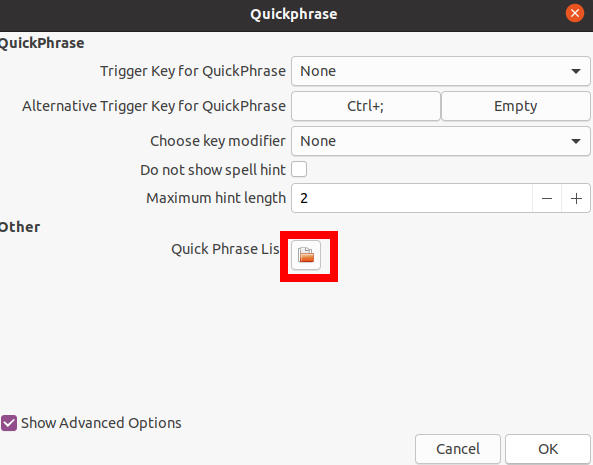 Quickphrase
QuickPhrase
Trigger Key for QuickPhrase None
Alternative Trigger Key for QuickPhrase Ctrl+; Empty
Choose key modifier None
Do not show spell hint
Maximum hint length 2
Other
Quick Phrase Lis
Show Advanced Options
Cancel OK